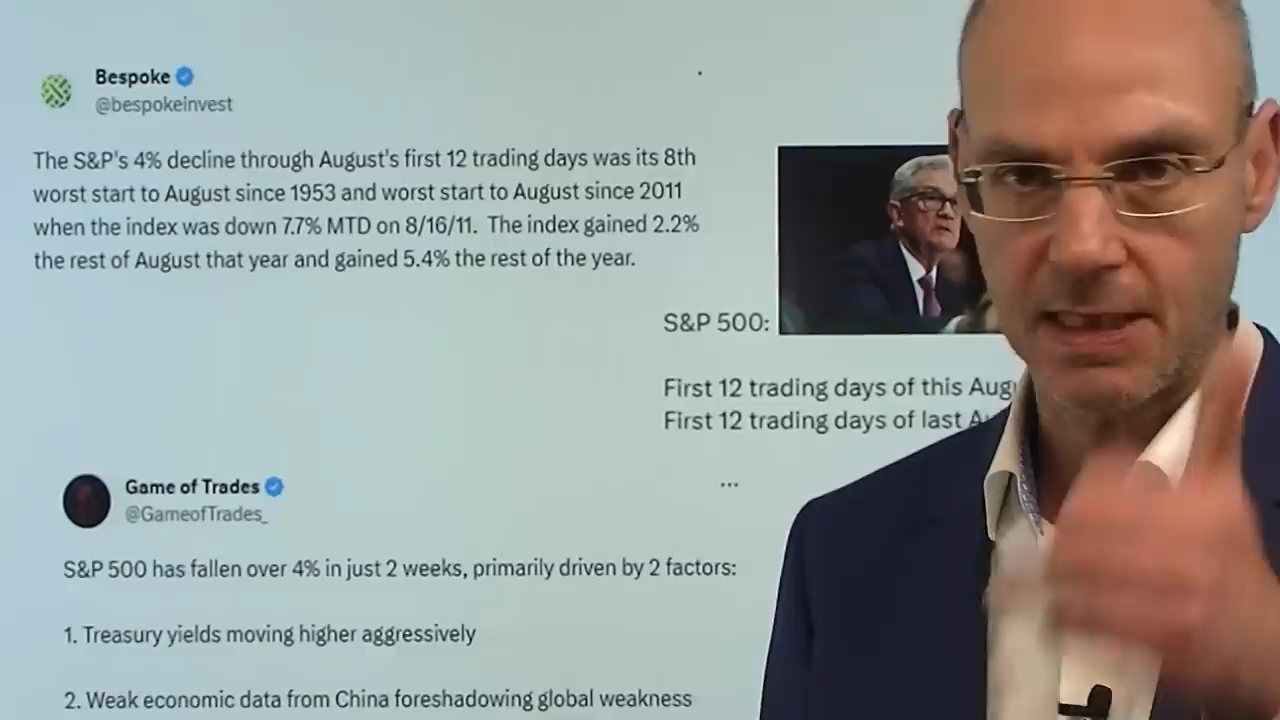 Bespoke
@bespokeinvest
The S&P's 4% decline through August's first 12 trading days was its 8th
worst start to August since 1953 and worst start to August since 2011
when the index was down 7.7% MTD on 8/16/11. The index gained 2.2%
the rest of August that year and gained 5.4% the rest of the year.
S&P 500:
First 12 trading days of this
First 12 trading days of last
Game of Trades
@GameofTrades_
S&P 500 has fallen over 4% in just 2 weeks, primarily driven by 2 factors:
1. Treasury yields moving higher aggressively
2. Weak economic data from China foreshadowing global weakness